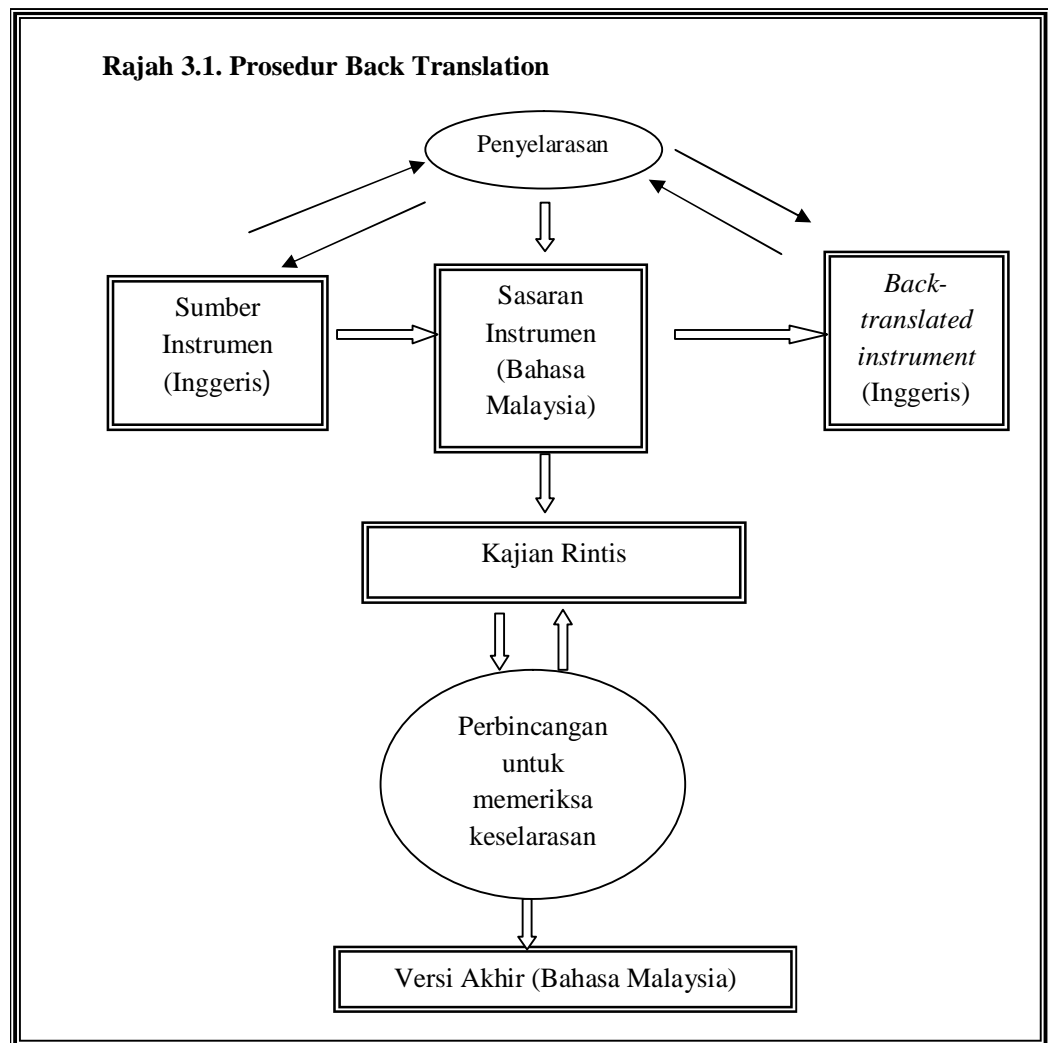 Rajah 3.1. Prosedur Back Translation
Penyelarasan
Sumber
Instrumen
(Inggeris)
Sasaran
Instrumen
(Bahasa
Malaysia)
Back-
translated
instrument
(Inggeris)
Kajian Rintis
Perbincangan
untuk
memeriksa
keselarasan
Versi Akhir (Bahasa Malaysia)